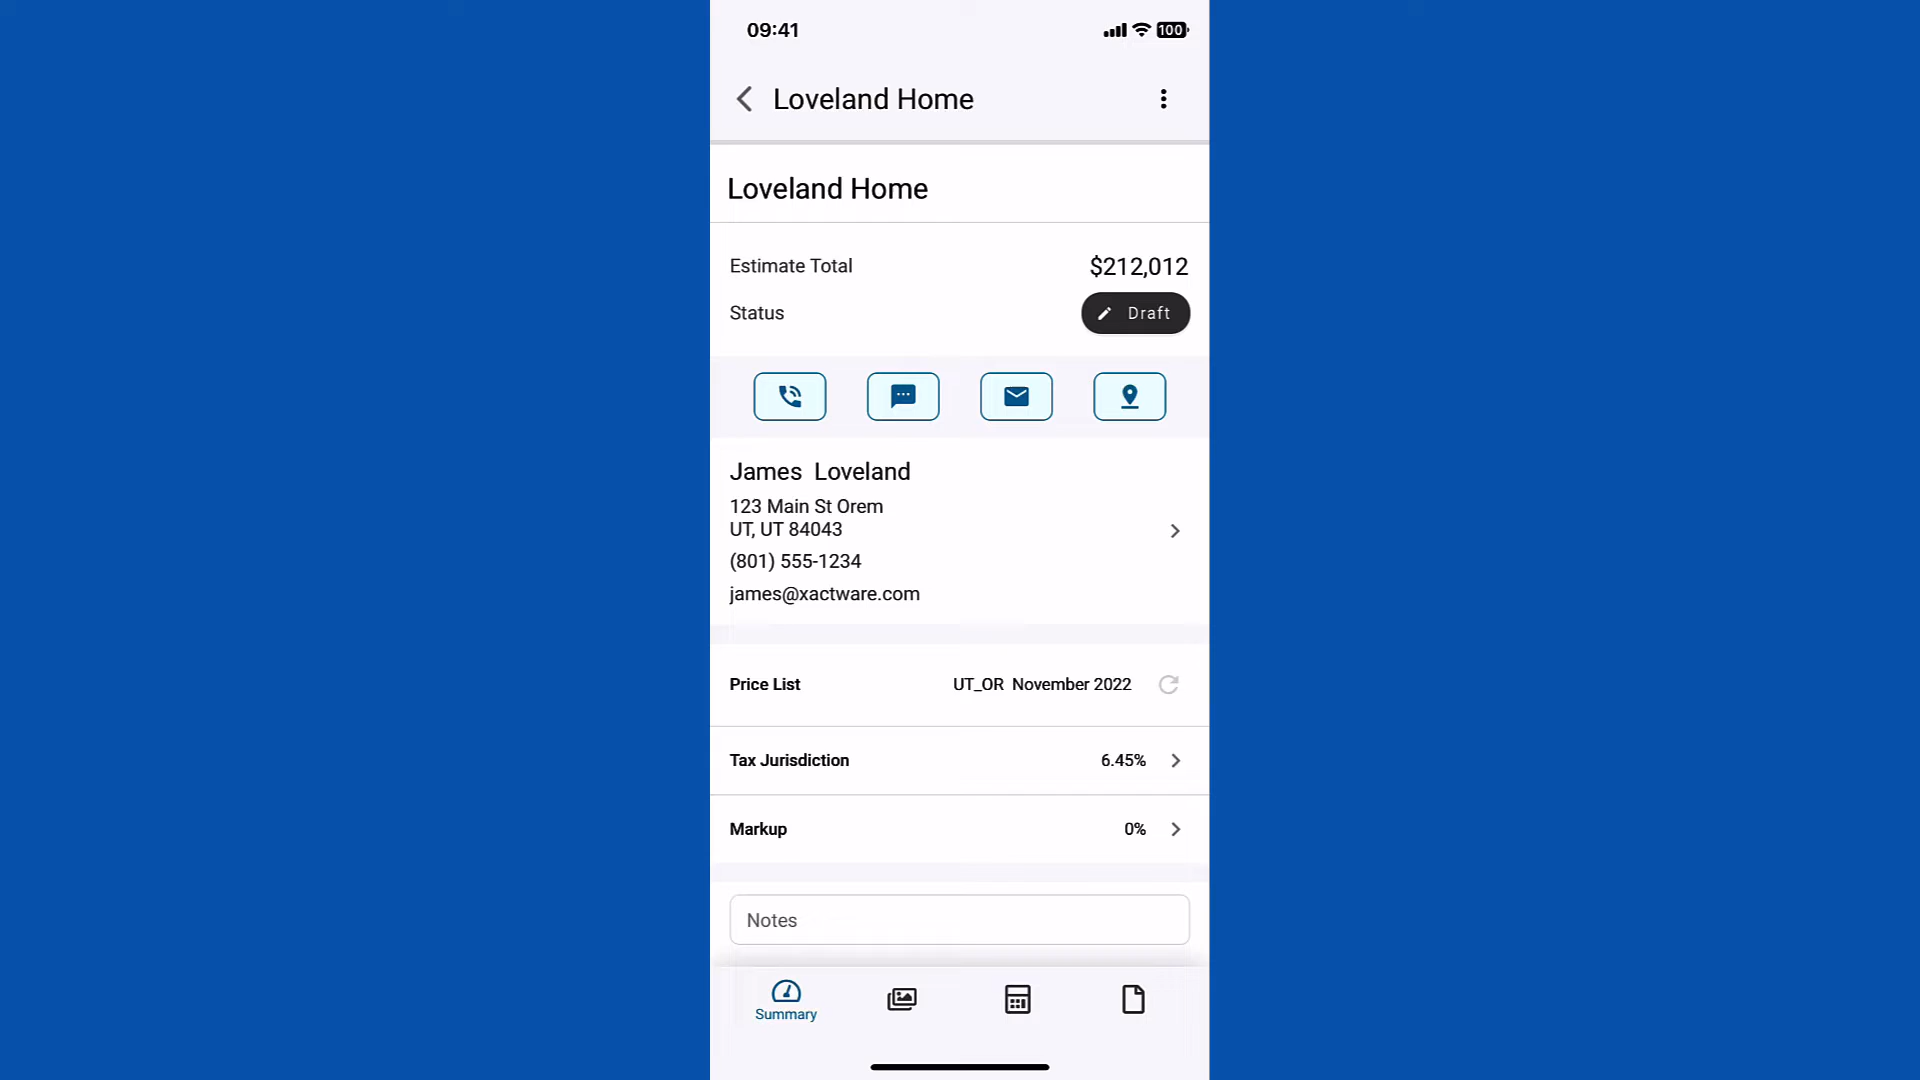 09:41
100
Loveland Home
Loveland Home
Estimate Total $212,012
Status Draft
James Loveland
123 Main St Orem
UT, UT 84043
(801) 555-1234
james@xactware.com
Price List UT_OR November 2022
Tax Jurisdiction 6.45%
Markup 0%
Notes
Summary